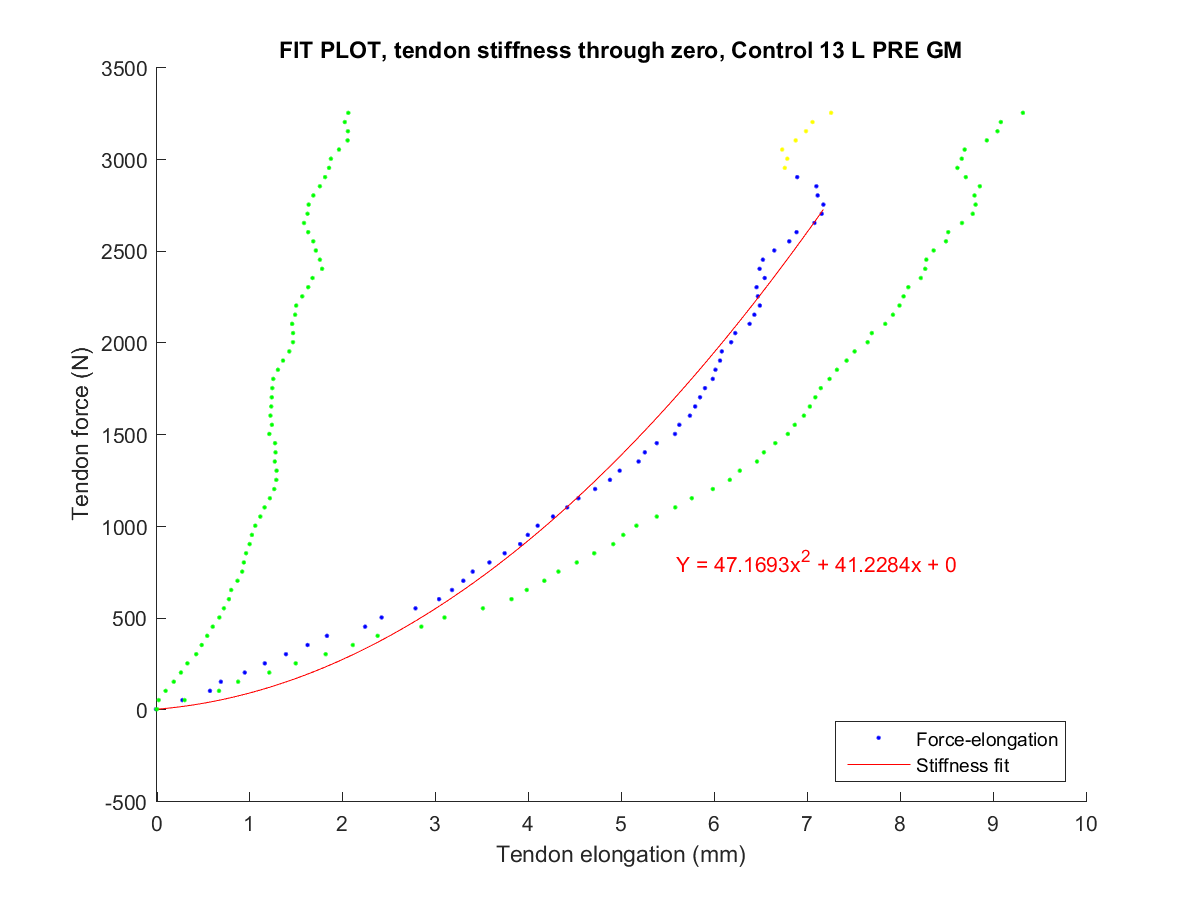 FIT PLOT, tendon stiffness through zero, Control 13 L PRE GM
3500
3000
2500
2000
1500
1000
500
0
-500
Tendon force (N)
Y = 47.1693x² + 41.2284x + 0
Force-elongation
Stiffness fit
0 1 2 3 4 5 6 7 8 9 10
Tendon elongation (mm)